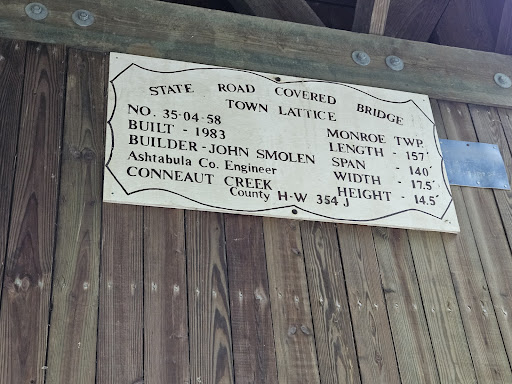 STATE ROAD COVERED BRIDGE
TOWN LATTICE
NO. 35-04-58
BUILT - 1983
BUILDER - JOHN SMOLEN
Ashtabula Co. Engineer
CONNEAUT CREEK
County H-W 354 J
MONROE TWP.
LENGTH - 157'
SPAN - 140'
WIDTH - 17.5'
HEIGHT - 14.5'